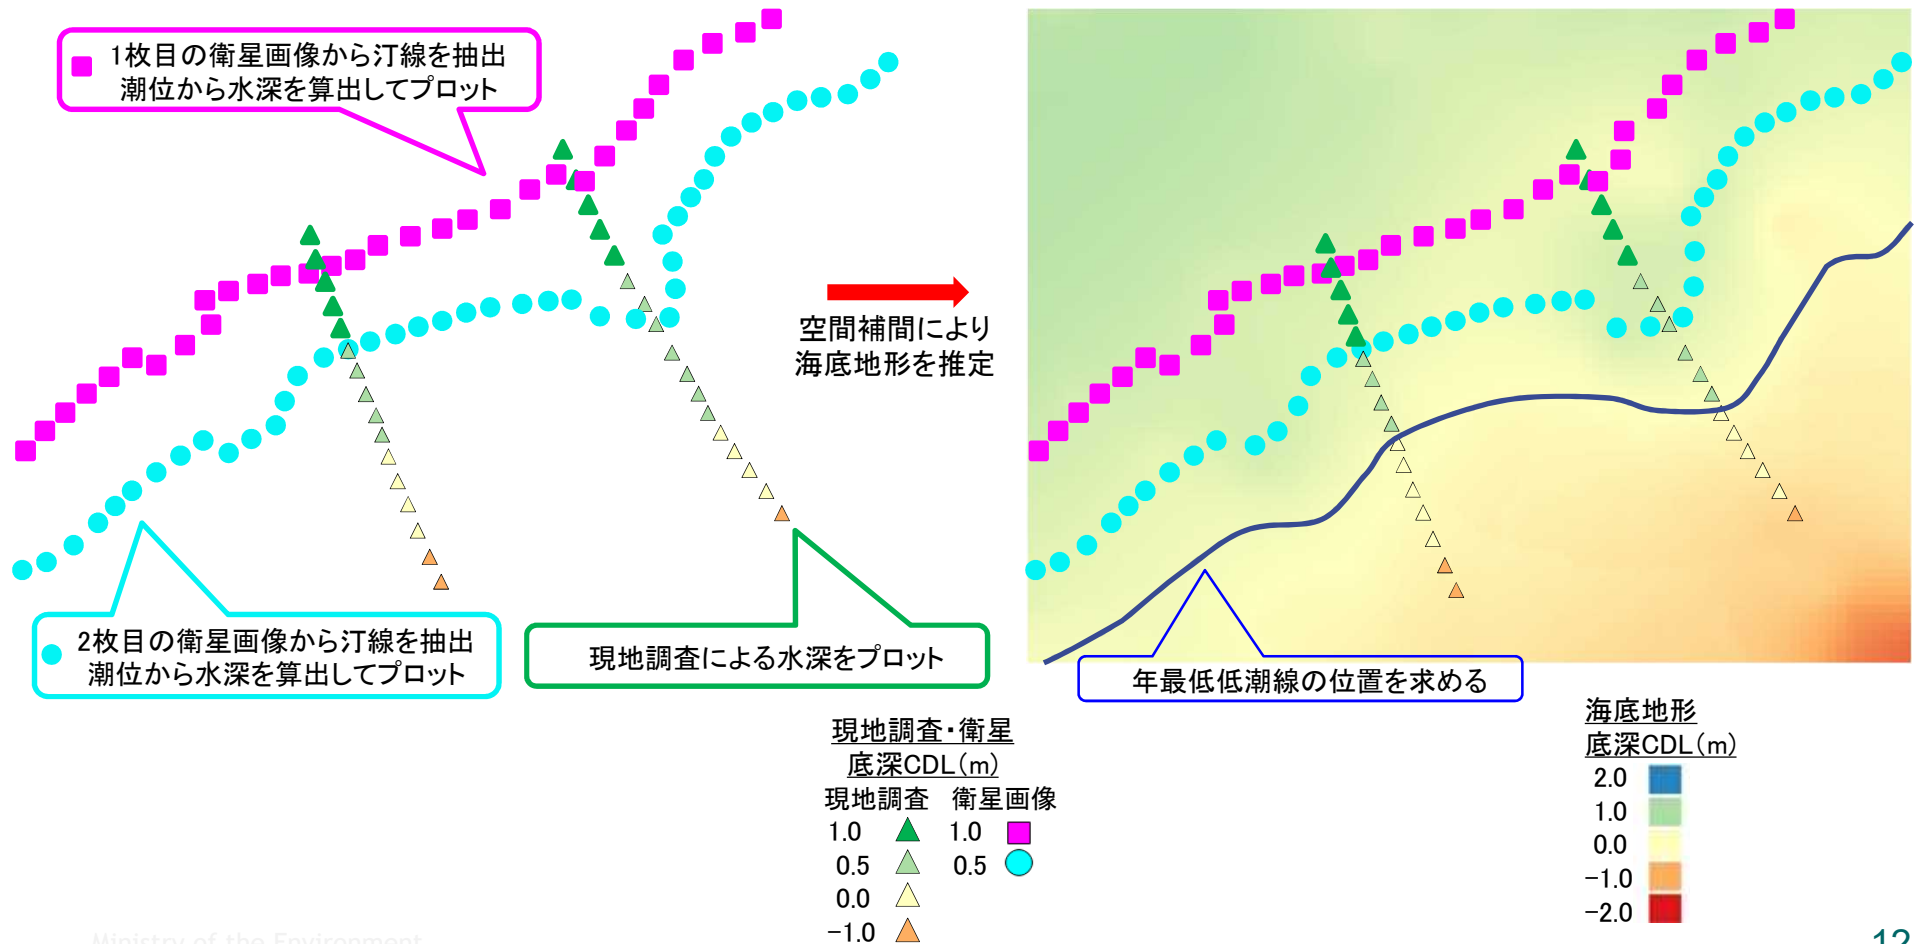 1枚目の衛星画像から汀線を抽出
潮位から水深を算出してプロット
2枚目の衛星画像から汀線を抽出
潮位から水深を算出してプロット
現地調査による水深をプロット
空間補間により
海底地形を推定
年最低低潮線の位置を求める
現地調査・衛星
底深CDL(m)
現地調査 衛星画像
1.0 1.0
0.5 0.5
0.0
-1.0
海底地形
底深CDL(m)
2.0
1.0
0.0
-1.0
-2.0
Ministry of the Environment
12